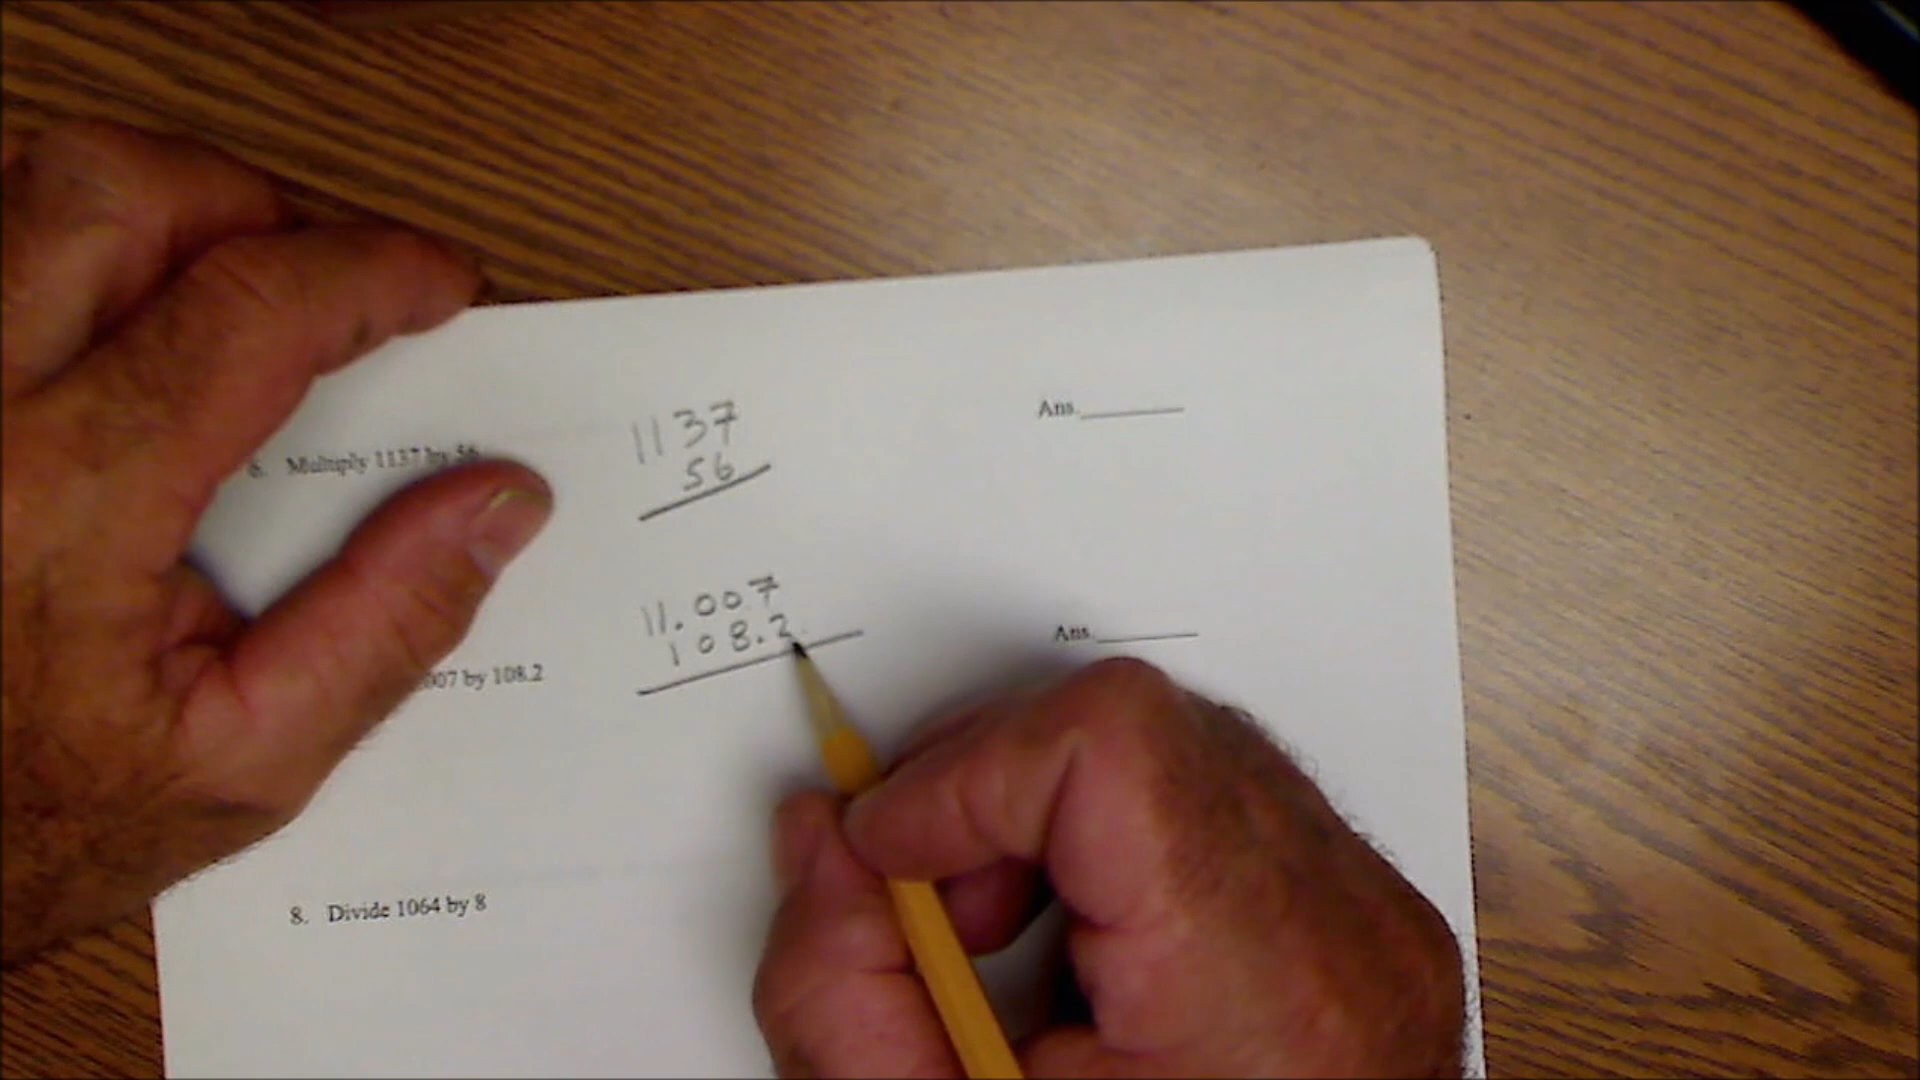 Ans.
6. Multiply 1137 by 56
1137
56
11.007
108.2
Ans.
007 by 108.2
8. Divide 1064 by 8